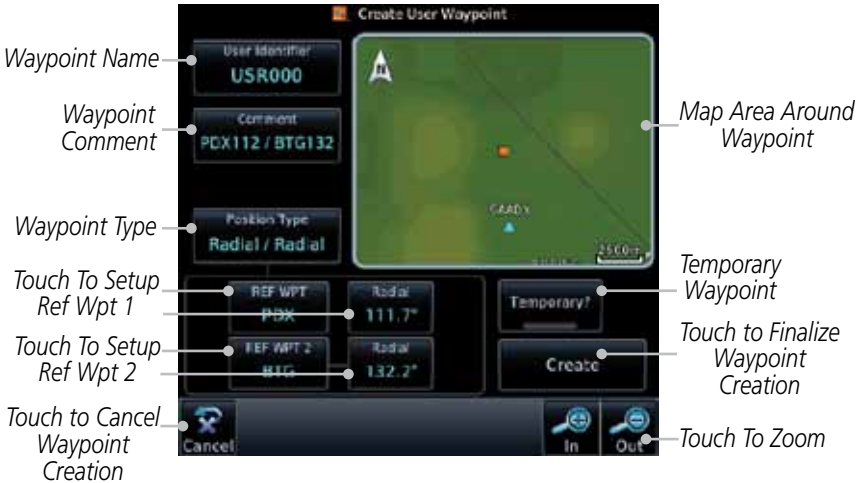 Create User Waypoint
Waypoint Name
User Identifier
USR000
N
Waypoint
Comment
Comment
PDX112 / BTG132
Map Area Around
Waypoint
Waypoint Type
Position Type
Radial / Radial
2500ft
Touch To Setup
Ref Wpt 1
REF WPT
PDX
Radial
111.7°
Temporary?
Temporary
Waypoint
Touch To Setup
Ref Wpt 2
REF WPT 2
BTG
Radial
132.2°
Create
Touch to Finalize
Waypoint
Creation
Touch to Cancel
Waypoint
Creation
Cancel
In
Out
Touch To Zoom